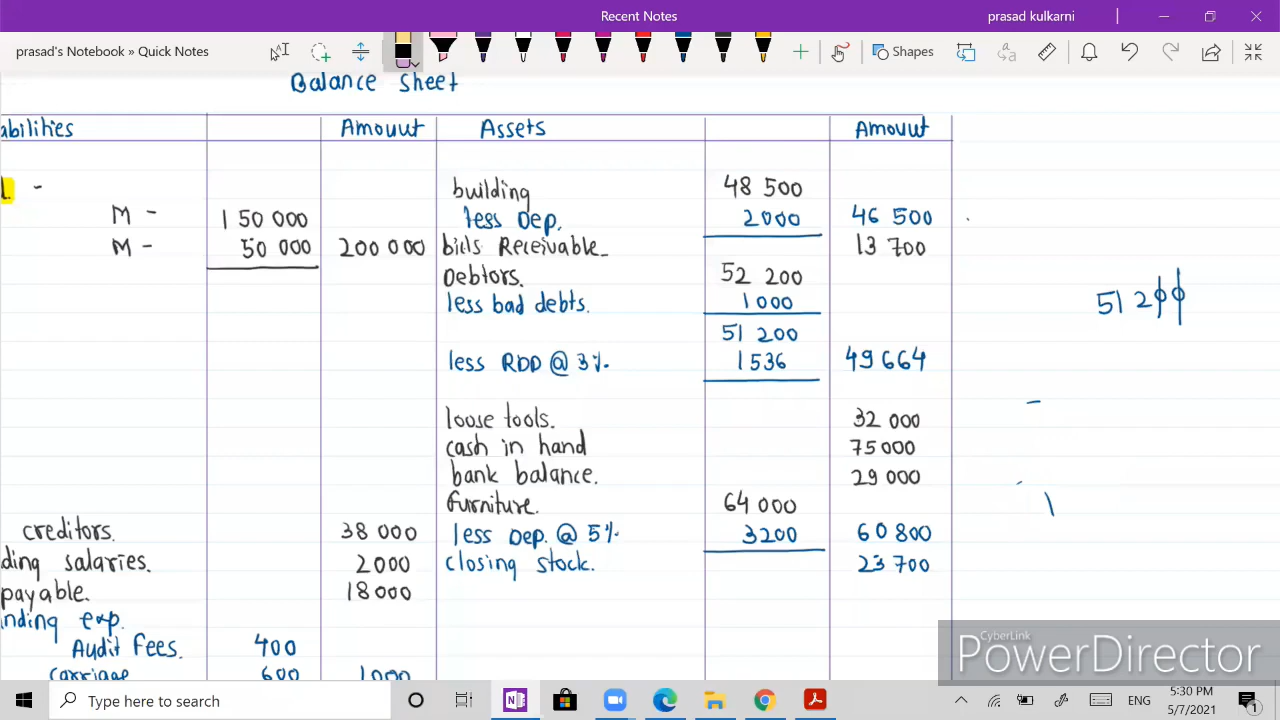 Recent Notes
prasad kulkarni
prasad's Notebook » Quick Notes
Shapes
Balance Sheet
abilities Amount Assets Amount
l. -
building 48 500
M - 1 50 000 less Dep. 2000 46 500
M - 50 000 200 000 bills Receivable 13 700
Debtors. 52 200
less bad debts. 1000
51 200
51 200
less RDD @ 3%. 1536 49 664
loose tools. 32 000
cash in hand 75000
bank balance. 29 000
furniture. 64 000
creditors. 38 000 less Dep. @ 5%. 3200 60 800
ding salaries. 2000 closing stock. 23 700
payable. 18000
nding exp.
Audit Fees. 400
carriage 600 1000
CyberLink
PowerDirector
Type here to search
ENG
5:30 PM
5/7/2021
1